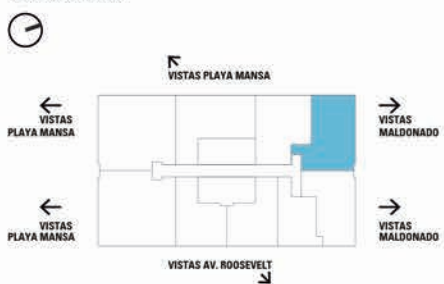 VISTAS PLAYA MANSA
VISTAS
PLAYA MANSA
VISTAS
MALDONADO
VISTAS
PLAYA MANSA
VISTAS
MALDONADO
VISTAS AV. ROOSEVELT